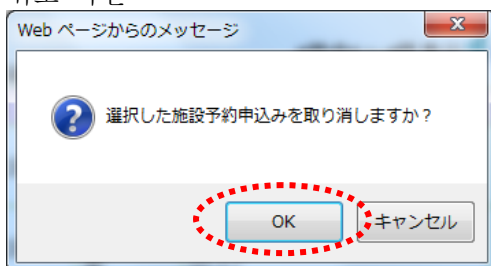 Web ページからのメッセージ
選択した施設予約申込みを取り消しますか？
OK
キャンセル